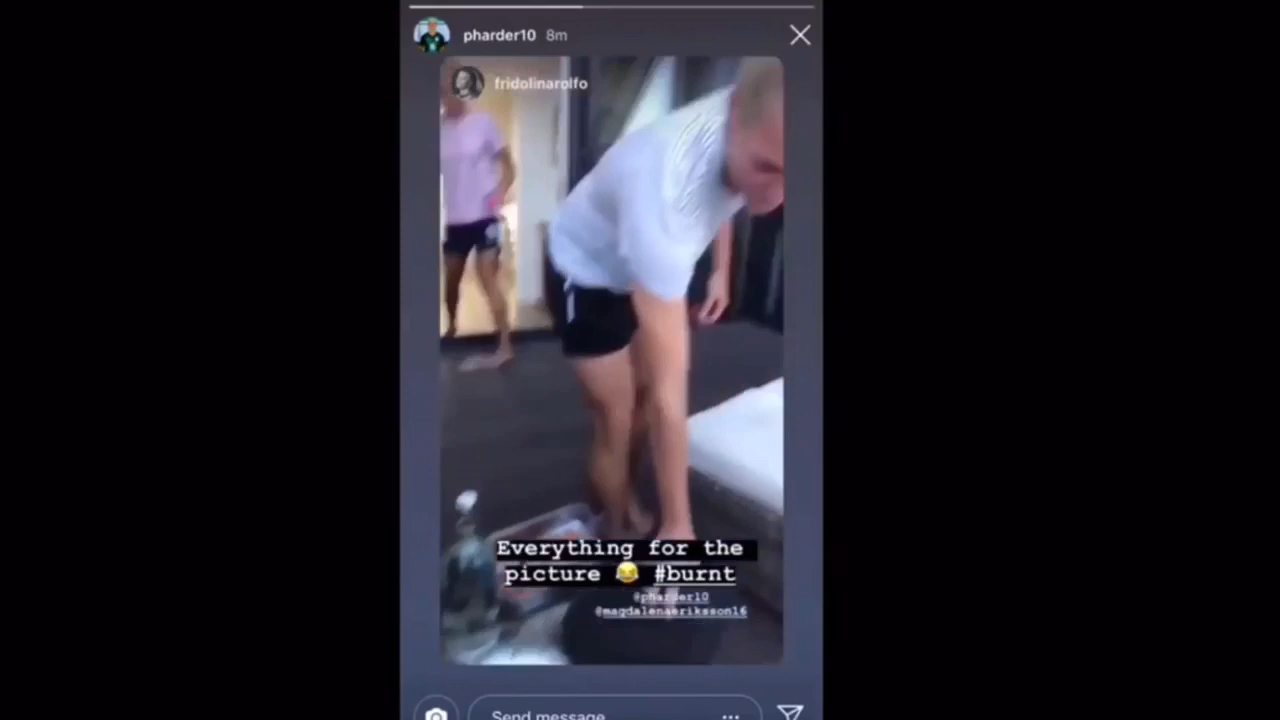 pharder10 8m
fridolinarolfo
Everything for the
picture 😂 #burnt
@pharder10
@magdalenaeriksson16
Send message